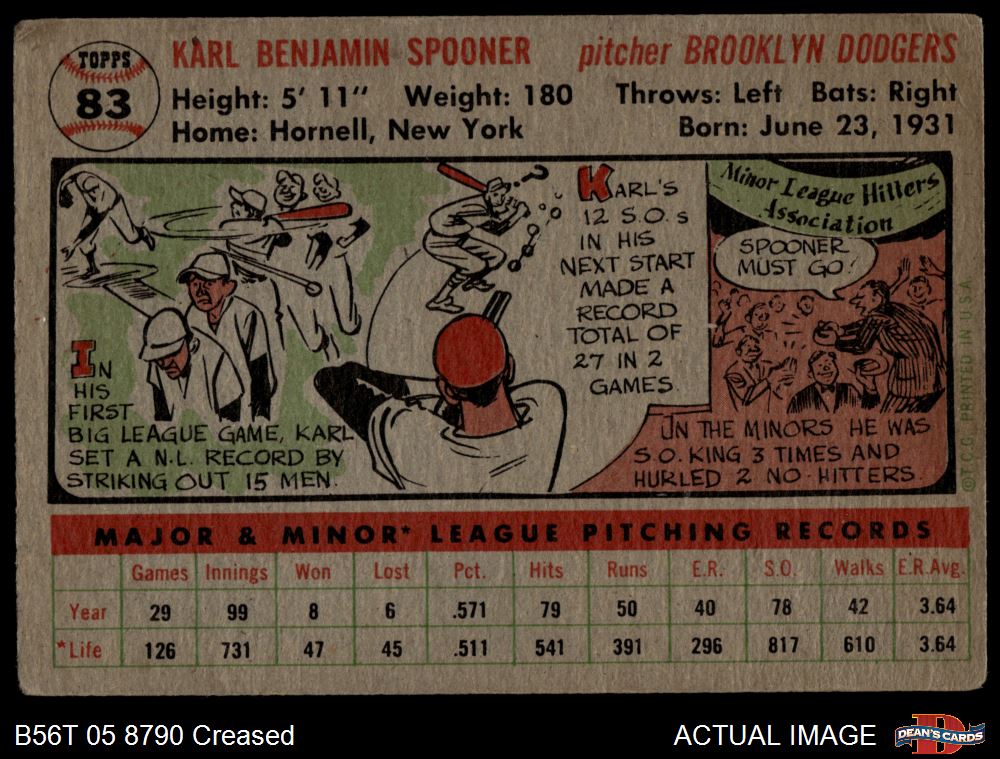 TOPPS
83
KARL BENJAMIN SPOONER pitcher BROOKLYN DODGERS
Height: 5' 11" Weight: 180 Throws: Left Bats: Right
Home: Hornell, New York Born: June 23, 1931
IN
HIS
FIRST
BIG LEAGUE GAME, KARL
SET A N.L. RECORD BY
STRIKING OUT 15 MEN.
?
KARL'S
12 S.O.s
IN HIS
NEXT START
MADE A
RECORD
TOTAL OF
27 IN 2
GAMES.
Minor League Hitters
Association
SPOONER
MUST GO!
IN THE MINORS HE WAS
S.O. KING 3 TIMES AND
HURLED 2 NO-HITTERS.
©T.C.G. PRINTED IN U.S.A.
MAJOR & MINOR* LEAGUE PITCHING RECORDS
Games Innings Won Lost Pct. Hits Runs E.R. S.O. Walks E.R.Avg.
Year 29 99 8 6 .571 79 50 40 78 42 3.64
*Life 126 731 47 45 .511 541 391 296 817 610 3.64
B56T 05 8790 Creased
ACTUAL IMAGE
D
DEAN'S CARDS